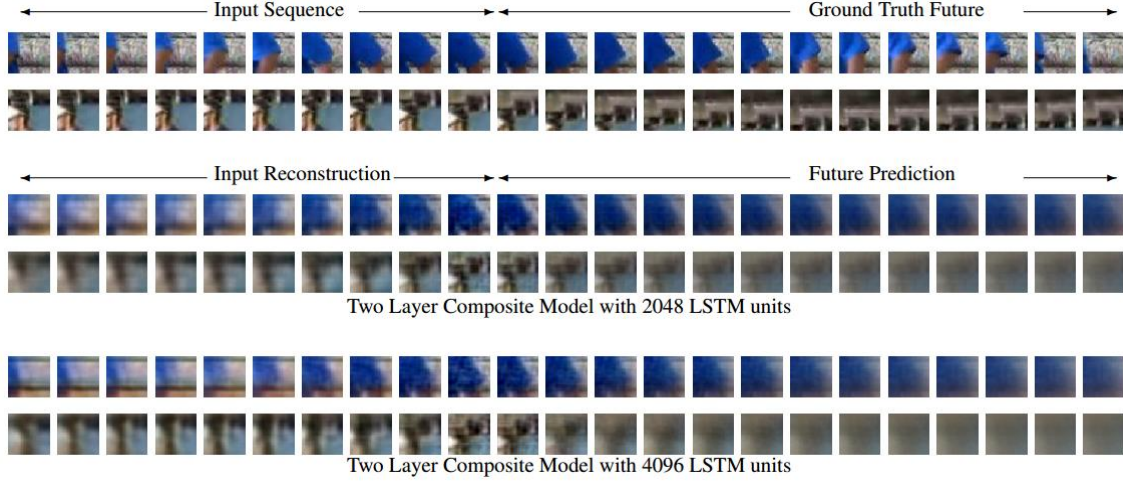 Input Sequence
Ground Truth Future
Input Reconstruction
Future Prediction
Two Layer Composite Model with 2048 LSTM units
Two Layer Composite Model with 4096 LSTM units